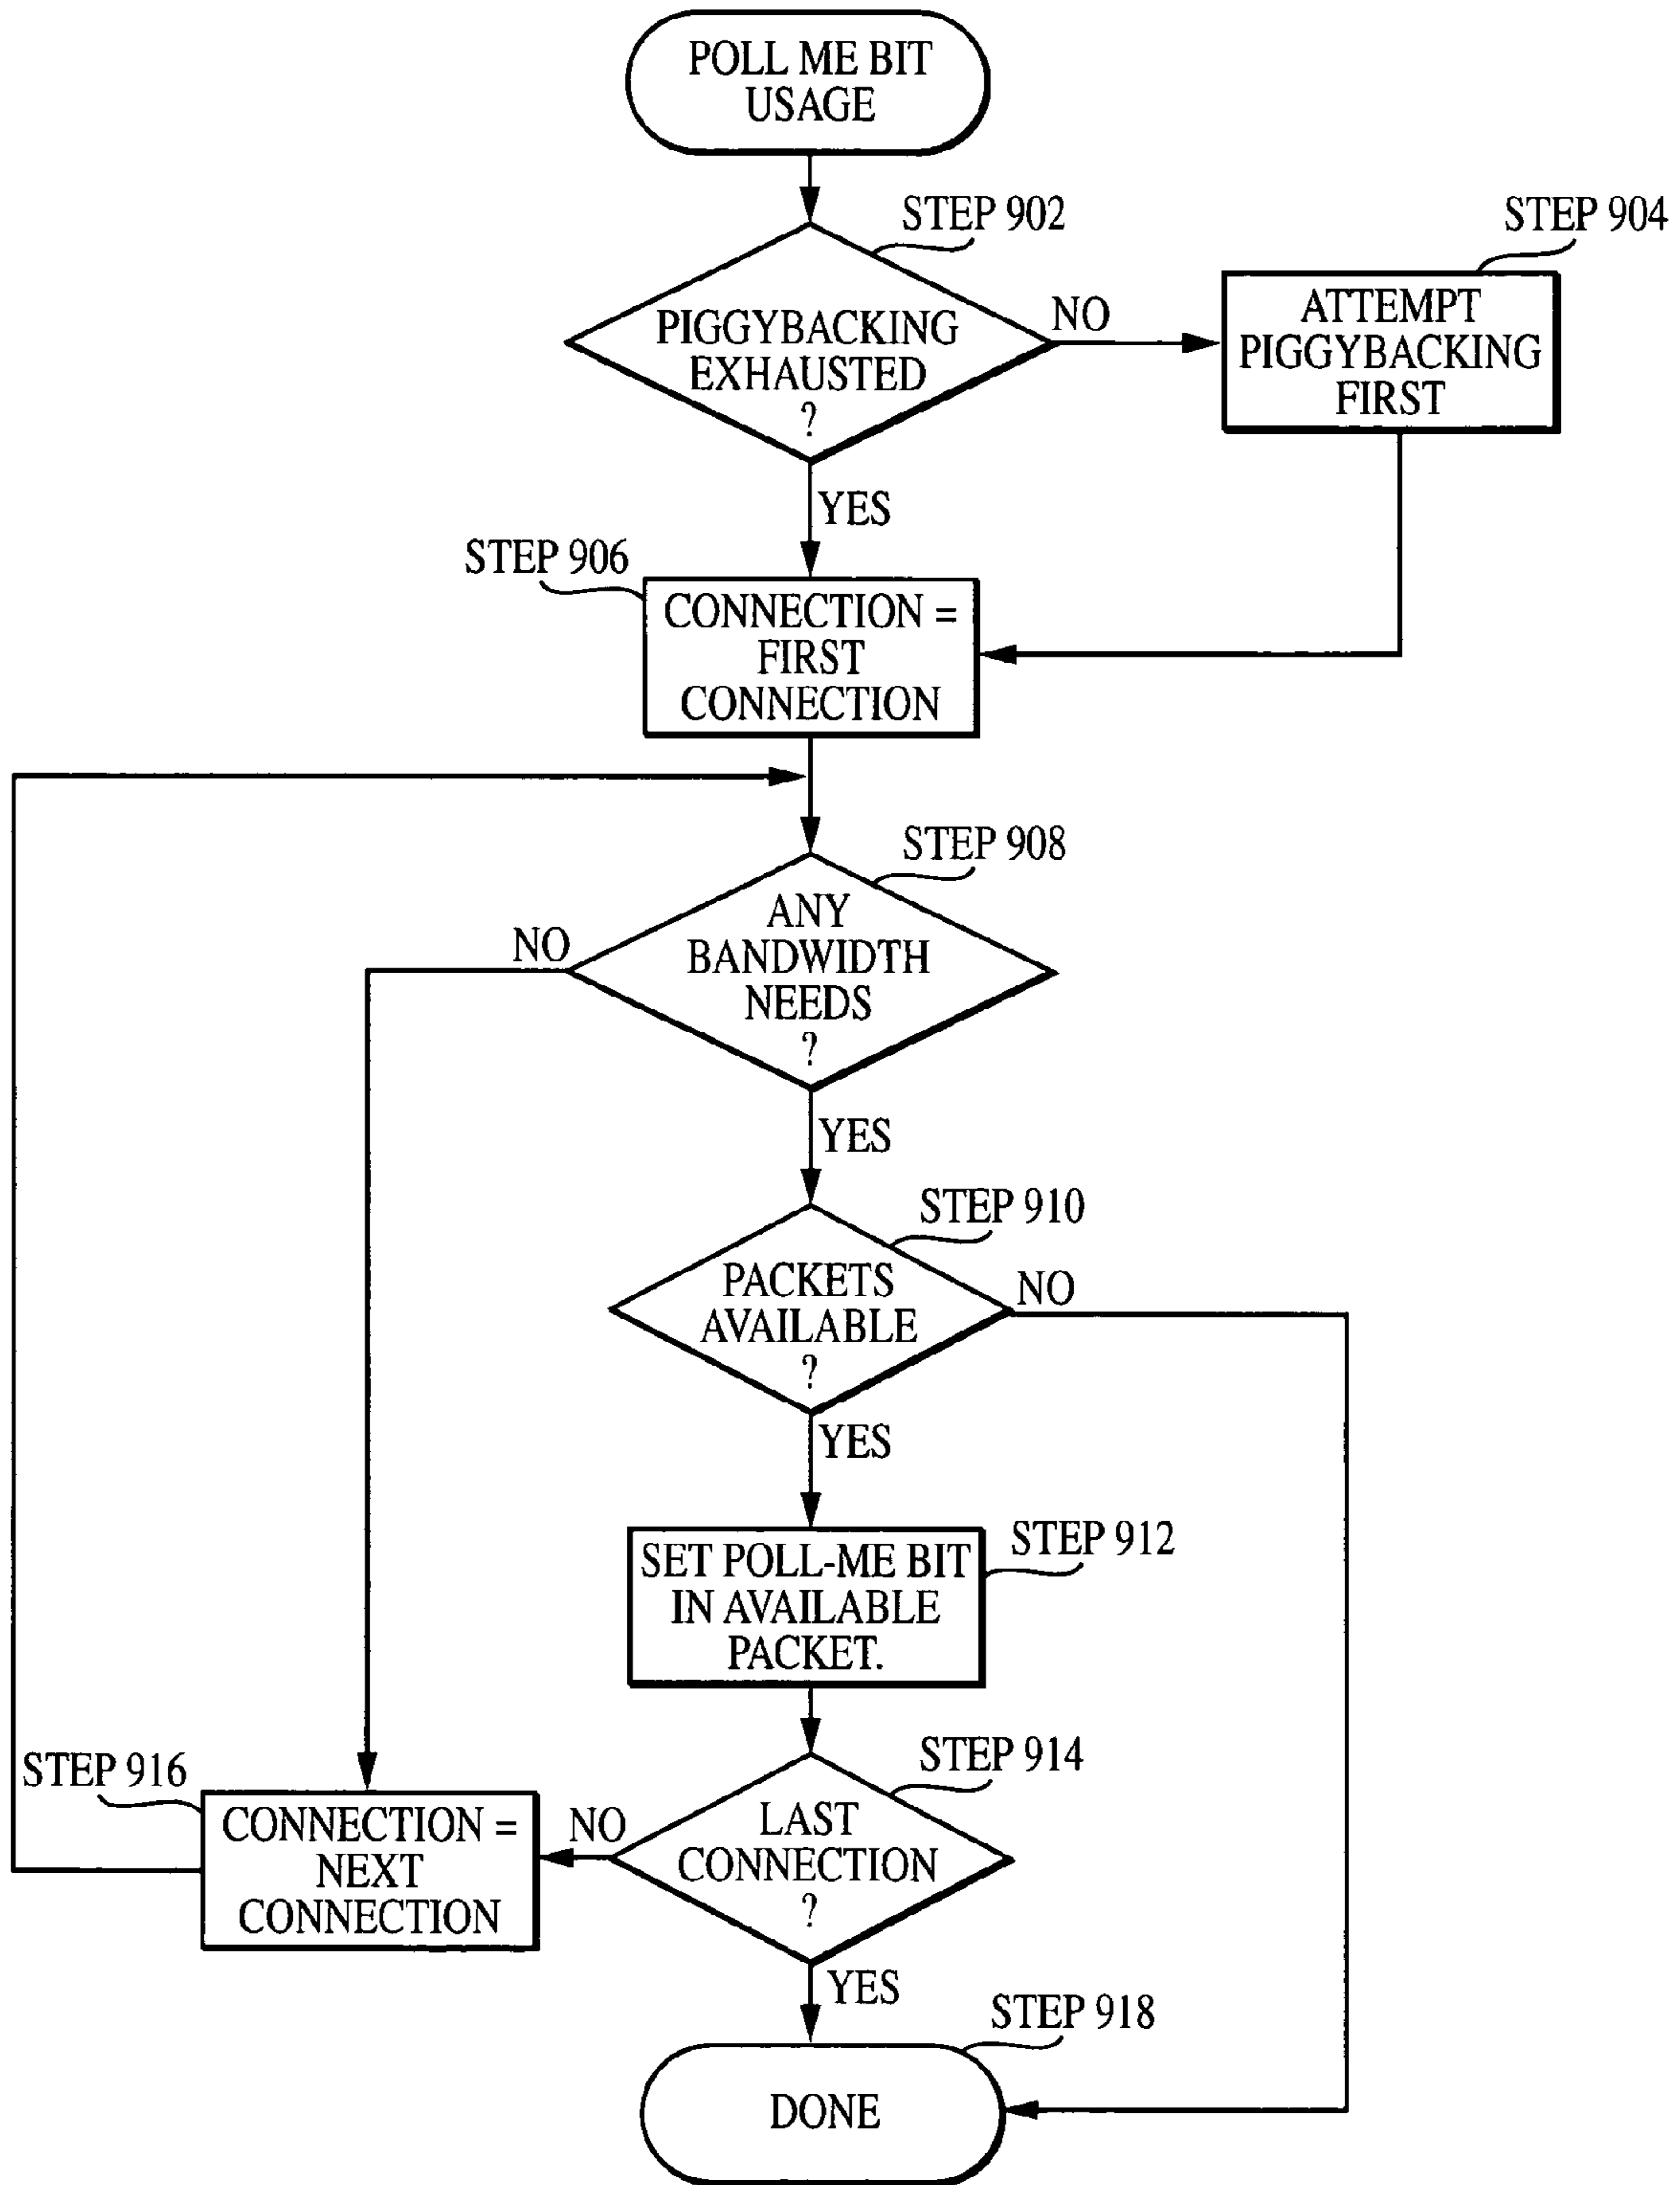 POLL ME BIT
USAGE
STEP 902
STEP 904
PIGGYBACKING
EXHAUSTED
?
NO
ATTEMPT
PIGGYBACKING
FIRST
YES
STEP 906
CONNECTION =
FIRST
CONNECTION
STEP 908
ANY
BANDWIDTH
NEEDS
?
NO
YES
STEP 910
PACKETS
AVAILABLE
?
NO
YES
STEP 912
SET POLL-ME BIT
IN AVAILABLE
PACKET.
STEP 914
STEP 916
LAST
CONNECTION
?
NO
CONNECTION =
NEXT
CONNECTION
YES
STEP 918
DONE